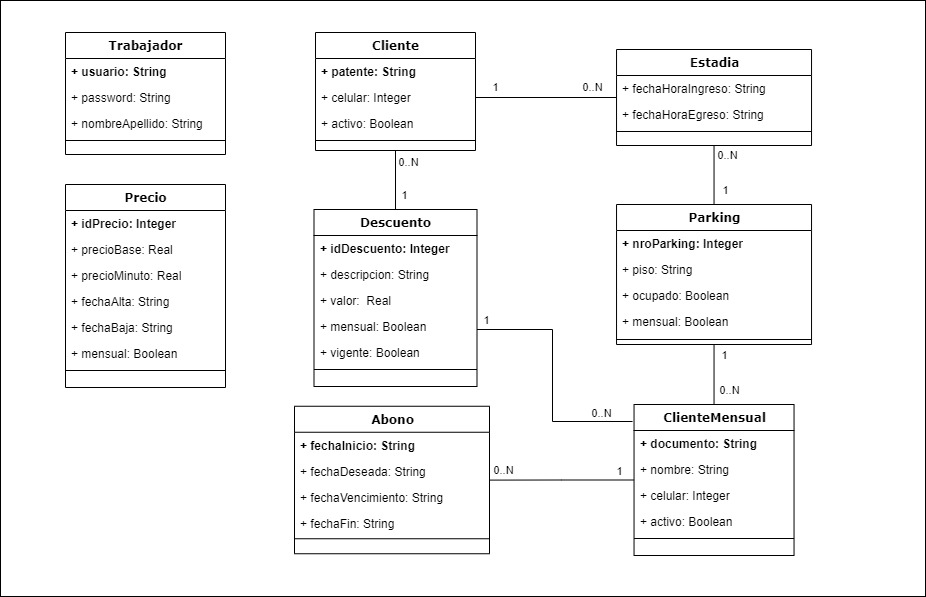 Trabajador
+ usuario: String
+ password: String
+ nombreApellido: String
Cliente
+ patente: String
+ celular: Integer
+ activo: Boolean
1
0..N
Estadia
+ fechaHoraIngreso: String
+ fechaHoraEgreso: String
0..N
1
0..N
1
Precio
+ idPrecio: Integer
+ precioBase: Real
+ precioMinuto: Real
+ fechaAlta: String
+ fechaBaja: String
+ mensual: Boolean
Descuento
+ idDescuento: Integer
+ descripcion: String
+ valor: Real
+ mensual: Boolean
+ vigente: Boolean
1
0..N
Parking
+ nroParking: Integer
+ piso: String
+ ocupado: Boolean
+ mensual: Boolean
1
0..N
Abono
+ fechaInicio: String
+ fechaDeseada: String
+ fechaVencimiento: String
+ fechaFin: String
0..N
1
ClienteMensual
+ documento: String
+ nombre: String
+ celular: Integer
+ activo: Boolean